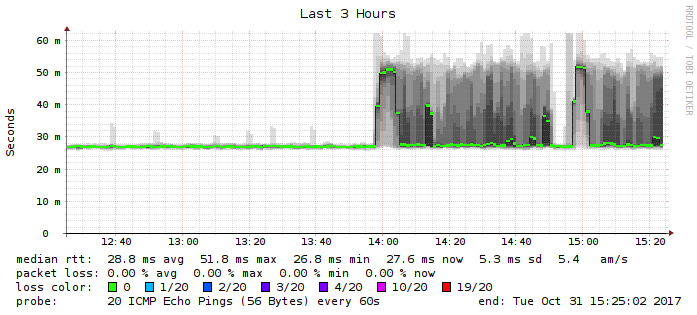 Last 3 Hours
RRDTOOL / TOBI OETIKER
Seconds
60 m
50 m
40 m
30 m
20 m
10 m
0
12:40 13:00 13:20 13:40 14:00 14:20 14:40 15:00 15:20
median rtt: 28.8 ms avg 51.8 ms max 26.8 ms min 27.6 ms now 5.3 ms sd 5.4 am/s
packet loss: 0.00 % avg 0.00 % max 0.00 % min 0.00 % now
loss color: 0 1/20 2/20 3/20 4/20 10/20 19/20
probe: 20 ICMP Echo Pings (56 Bytes) every 60s end: Tue Oct 31 15:25:02 2017